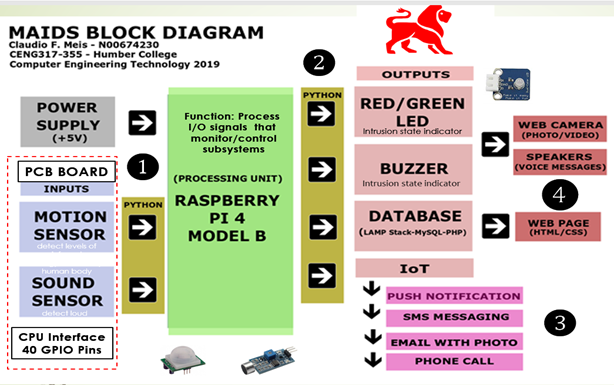 MAIDS BLOCK DIAGRAM
Claudio F. Meis - N00674230
CENG317-355 - Humber College
Computer Engineering Technology 2019
POWER
SUPPLY
(+5V)
1
PCB BOARD
INPUTS
MOTION
SENSOR
defect levels of
human body
SOUND
SENSOR
defect loud
CPU Interface
40 GPIO Pins
PYTHON
Function: Process
I/O signals that
monitor/control
subsystems
(PROCESSING UNIT)
RASPBERRY
PI 4
MODEL B
2
PYTHON
OUTPUTS
RED/GREEN
LED
Intrusion state indicator
BUZZER
Intrusion state indicator
DATABASE
(LAMP Stack-MySQL-PHP)
IoT
PUSH NOTIFICATION
SMS MESSAGING
EMAIL WITH PHOTO
PHONE CALL
3
WEB CAMERA
(PHOTO/VIDEO)
SPEAKERS
(VOICE MESSAGES)
4
WEB PAGE
(HTML/CSS)